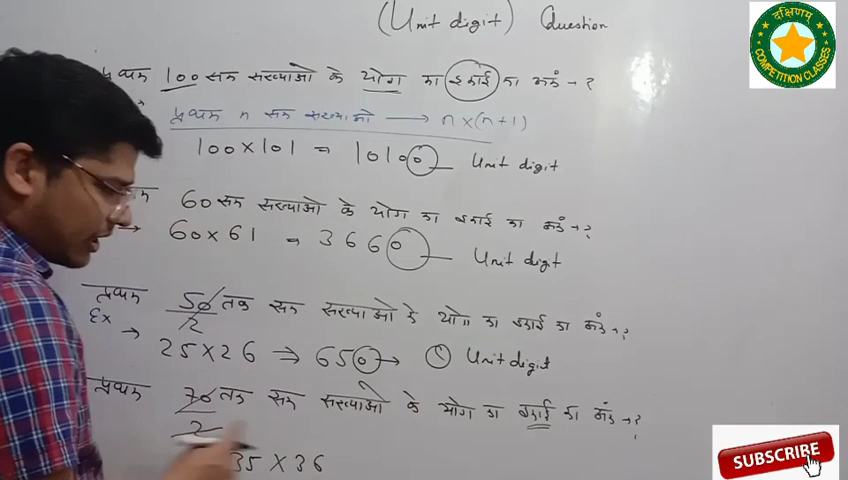 (Unit digit) Question
दक्षिणम्
COMPETITION CLASSES
प्रथम 100 सम संख्याओ के योग का इकाई का अंक → ?
प्रथम n सम संख्याओ → n×(n+1)
100×101 = 10100 Unit digit
60 सम संख्याओ के योग का इकाई का अंक → ?
→ 60×61 = 3660 Unit digit
प्रथम 50 तक सम संख्याओ के योग का इकाई का अंक → ?
2
Ex → 25×26 ⇒ 650 → Unit digit
प्रथम 70 तक सम संख्याओ के योग का इकाई का अंक → ?
2
35×36
SUBSCRIBE